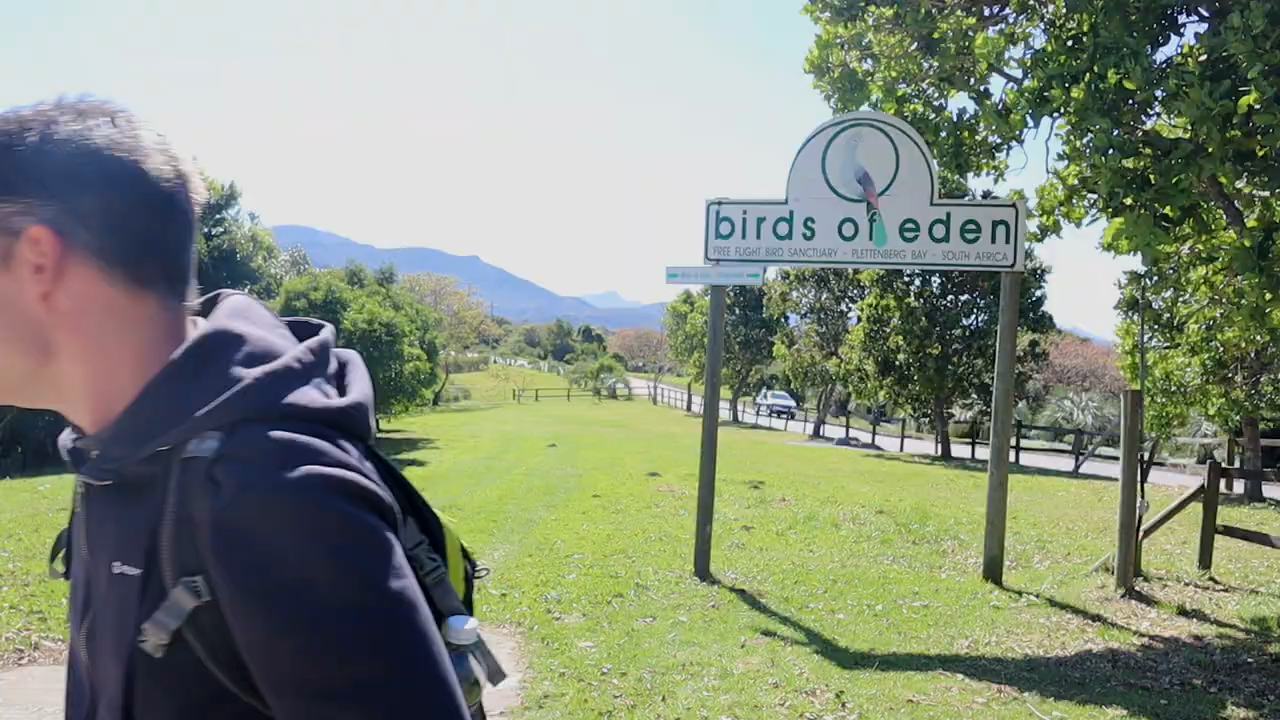 birds of eden
FREE FLIGHT BIRD SANCTUARY - PLETTENBERG BAY - SOUTH AFRICA